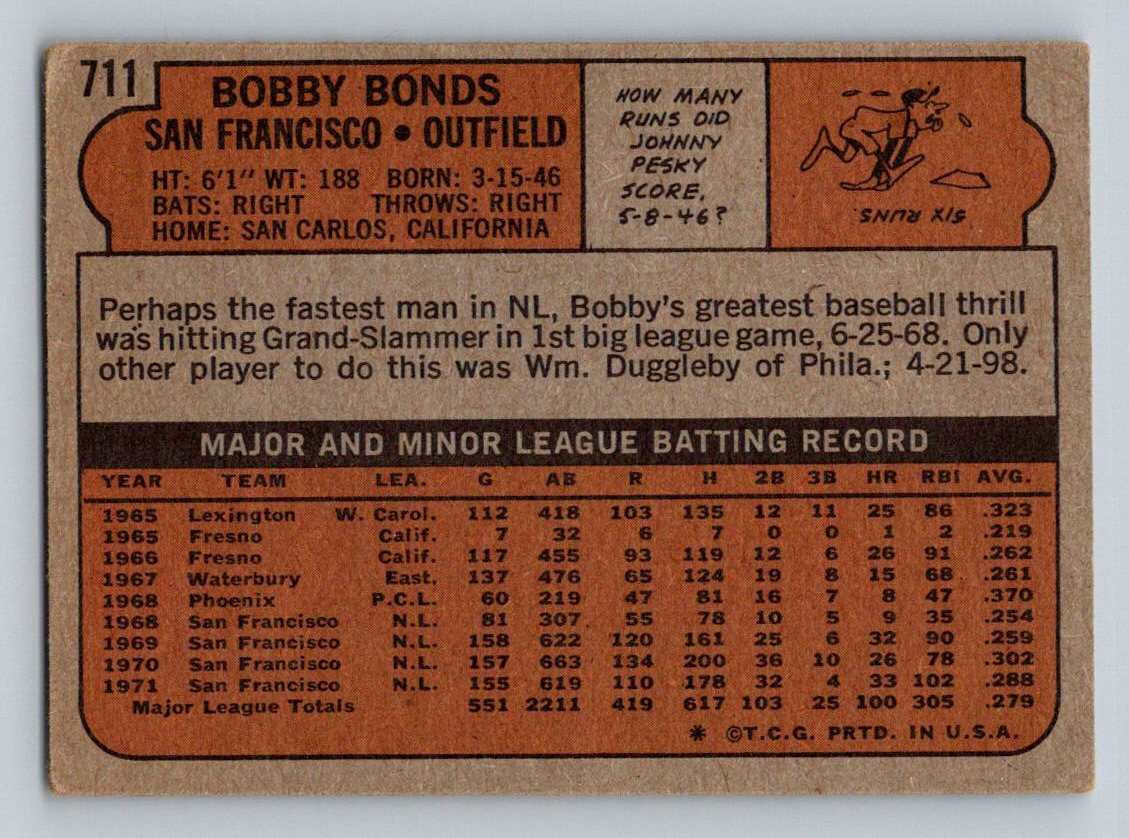 711
BOBBY BONDS
SAN FRANCISCO • OUTFIELD
HT: 6'1" WT: 188 BORN: 3-15-46
BATS: RIGHT THROWS: RIGHT
HOME: SAN CARLOS, CALIFORNIA
HOW MANY
RUNS DID
JOHNNY
PESKY
SCORE,
5-8-46?
SIX RUNS
Perhaps the fastest man in NL, Bobby's greatest baseball thrill
was hitting Grand-Slammer in 1st big league game, 6-25-68. Only
other player to do this was Wm. Duggleby of Phila.; 4-21-98.
MAJOR AND MINOR LEAGUE BATTING RECORD
YEAR TEAM LEA. G AB R H 2B 3B HR RBI AVG.
1965 Lexington W. Carol. 112 418 103 135 12 11 25 86 .323
1965 Fresno Calif. 7 32 6 7 0 0 1 2 .219
1966 Fresno Calif. 117 455 93 119 12 6 26 91 .262
1967 Waterbury East. 137 476 65 124 19 8 15 68 .261
1968 Phoenix P.C.L. 60 219 47 81 16 7 8 47 .370
1968 San Francisco N.L. 81 307 55 78 10 5 9 35 .254
1969 San Francisco N.L. 158 622 120 161 25 6 32 90 .259
1970 San Francisco N.L. 157 663 134 200 36 10 26 78 .302
1971 San Francisco N.L. 155 619 110 178 32 4 33 102 .288
Major League Totals 551 2211 419 617 103 25 100 305 .279
* ©T.C.G. PRTD. IN U.S.A.